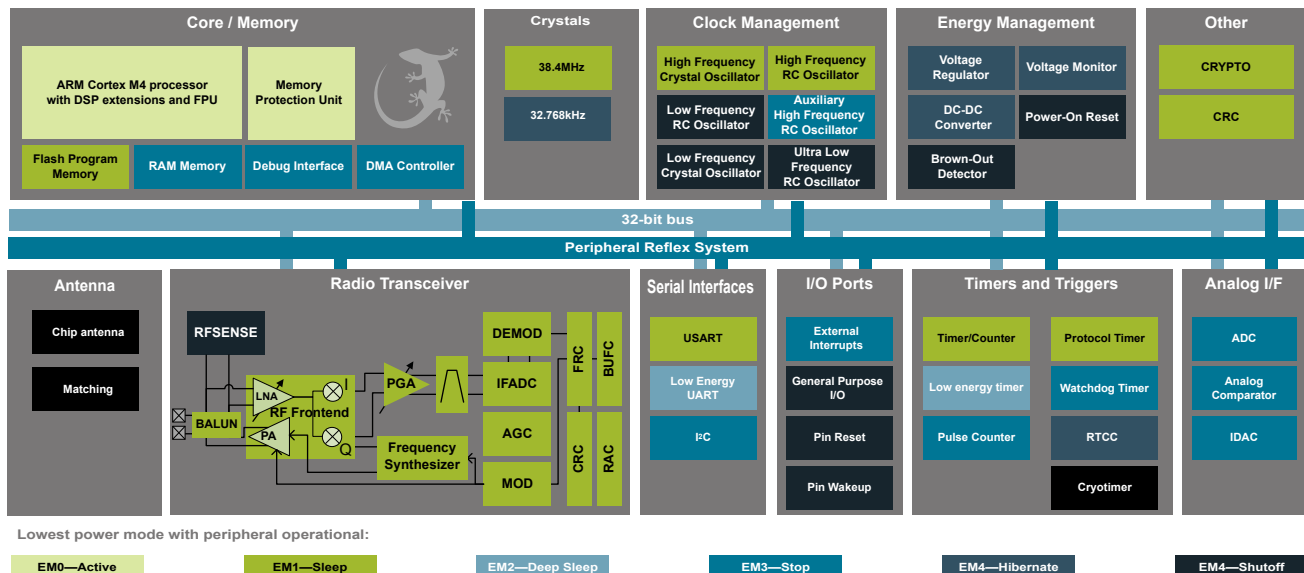 Core / Memory
Crystals
Clock Management
Energy Management
Other
ARM Cortex M4 processor
with DSP extensions and FPU
Memory
Protection Unit
Flash Program
Memory
RAM Memory
Debug Interface
DMA Controller
38.4MHz
32.768kHz
High Frequency
Crystal Oscillator
High Frequency
RC Oscillator
Low Frequency
RC Oscillator
Auxiliary
High Frequency
RC Oscillator
Low Frequency
Crystal Oscillator
Ultra Low
Frequency
RC Oscillator
Voltage
Regulator
Voltage Monitor
DC-DC
Converter
Power-On Reset
Brown-Out
Detector
CRYPTO
CRC
32-bit bus
Peripheral Reflex System
Antenna
Chip antenna
Matching
Radio Transceiver
RFSENSE
LNA
RF Frontend
I
PA
Q
BALUN
PGA
Frequency
Synthesizer
DEMOD
IFADC
AGC
MOD
FRC
BUFC
CRC
RAC
Serial Interfaces
USART
Low Energy
UART
I²C
I/O Ports
External
Interrupts
General Purpose
I/O
Pin Reset
Pin Wakeup
Timers and Triggers
Timer/Counter
Protocol Timer
Low energy timer
Watchdog Timer
Pulse Counter
RTCC
Cryotimer
Analog I/F
ADC
Analog
Comparator
IDAC
Lowest power mode with peripheral operational:
EM0—Active
EM1—Sleep
EM2—Deep Sleep
EM3—Stop
EM4—Hibernate
EM4—Shutoff